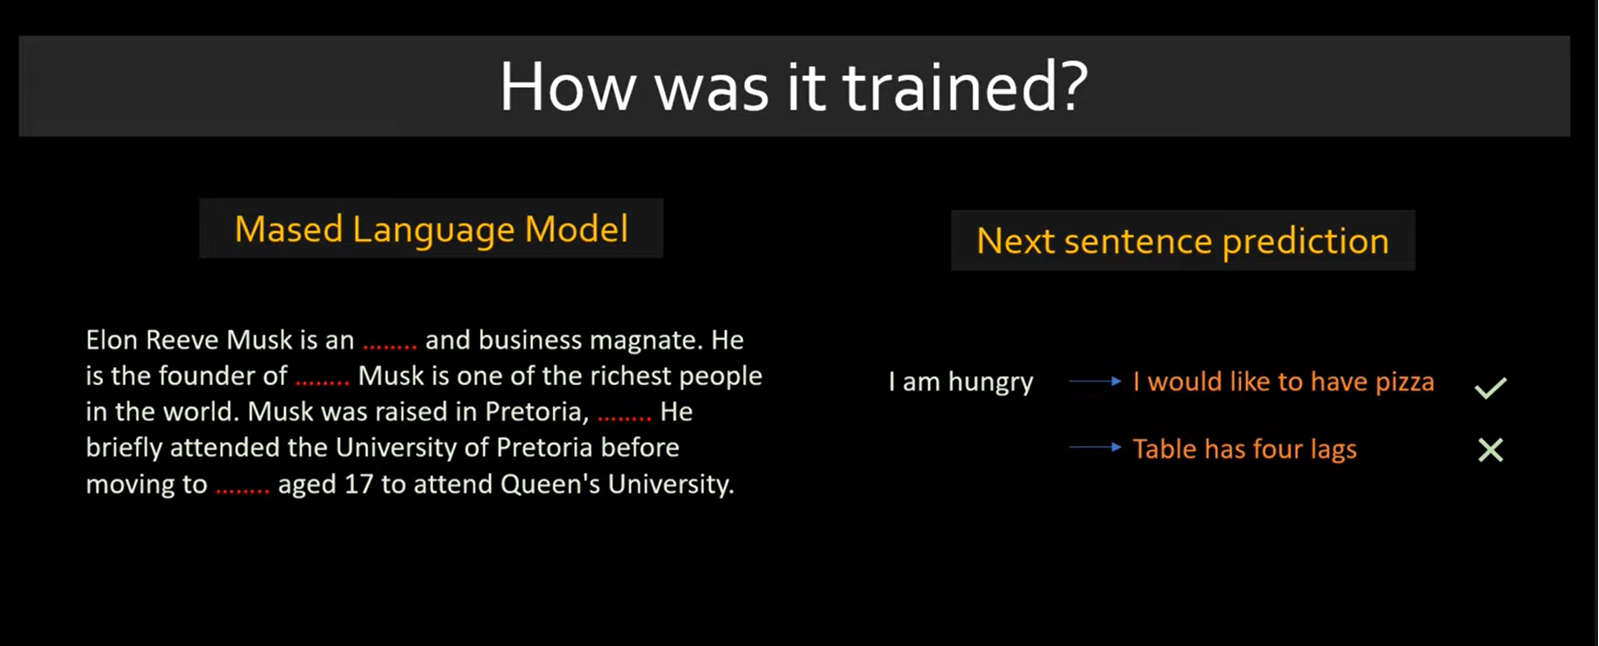 How was it trained?
Mased Language Model
Elon Reeve Musk is an ........ and business magnate. He
is the founder of ........ Musk is one of the richest people
in the world. Musk was raised in Pretoria, ........ He
briefly attended the University of Pretoria before
moving to ........ aged 17 to attend Queen's University.
Next sentence prediction
I am hungry
I would like to have pizza
Table has four lags